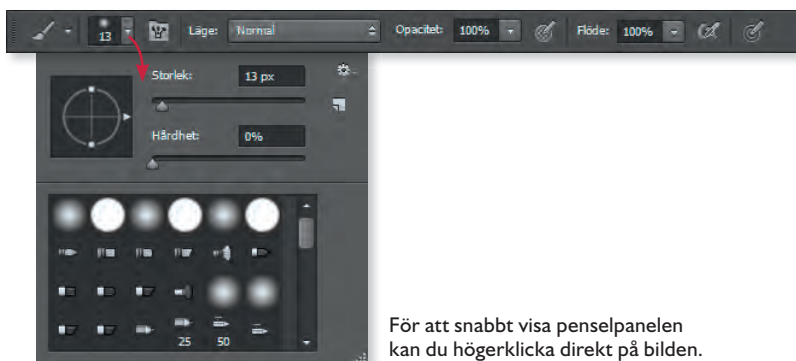 13 Läge: Normal Opacitet: 100% Flöde: 100%
Storlek: 13 px
Hårdhet: 0%
25 50
För att snabbt visa penselpanelen
kan du högerklicka direkt på bilden.